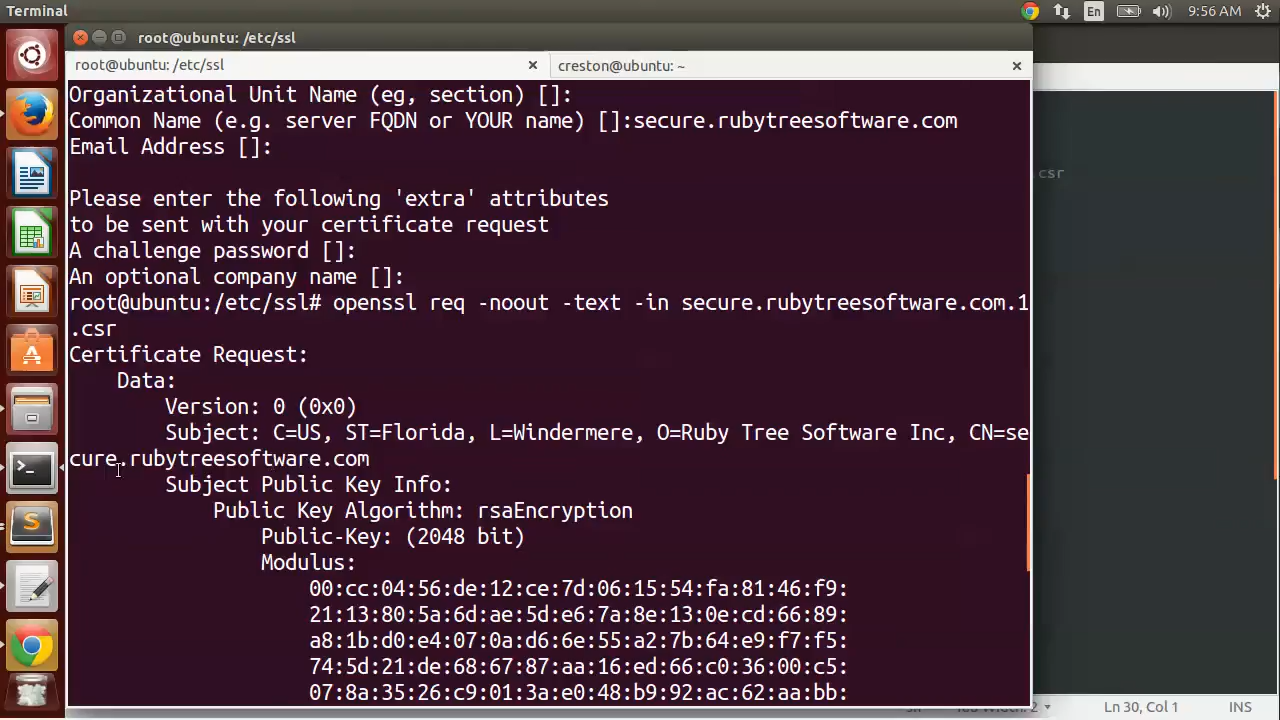 Terminal
En
9:56 AM
root@ubuntu: /etc/ssl
root@ubuntu: /etc/ssl
creston@ubuntu: ~
Organizational Unit Name (eg, section) []:
Common Name (e.g. server FQDN or YOUR name) []:secure.rubytreesoftware.com
Email Address []:
Please enter the following 'extra' attributes
to be sent with your certificate request
A challenge password []:
An optional company name []:
root@ubuntu:/etc/ssl# openssl req -noout -text -in secure.rubytreesoftware.com.1
.csr
Certificate Request:
Data:
Version: 0 (0x0)
Subject: C=US, ST=Florida, L=Windermere, O=Ruby Tree Software Inc, CN=se
cure.rubytreesoftware.com
Subject Public Key Info:
Public Key Algorithm: rsaEncryption
Public-Key: (2048 bit)
Modulus:
00:cc:04:56:de:12:ce:7d:06:15:54:fa:81:46:f9:
21:13:80:5a:6d:ae:5d:e6:7a:8e:13:0e:cd:66:89:
a8:1b:d0:e4:07:0a:d6:6e:55:a2:7b:64:e9:f7:f5:
74:5d:21:de:68:67:87:aa:16:ed:66:c0:36:00:c5:
07:8a:35:26:c9:01:3a:e0:48:b9:92:ac:62:aa:bb:
csr
Ln 30, Col 1
INS